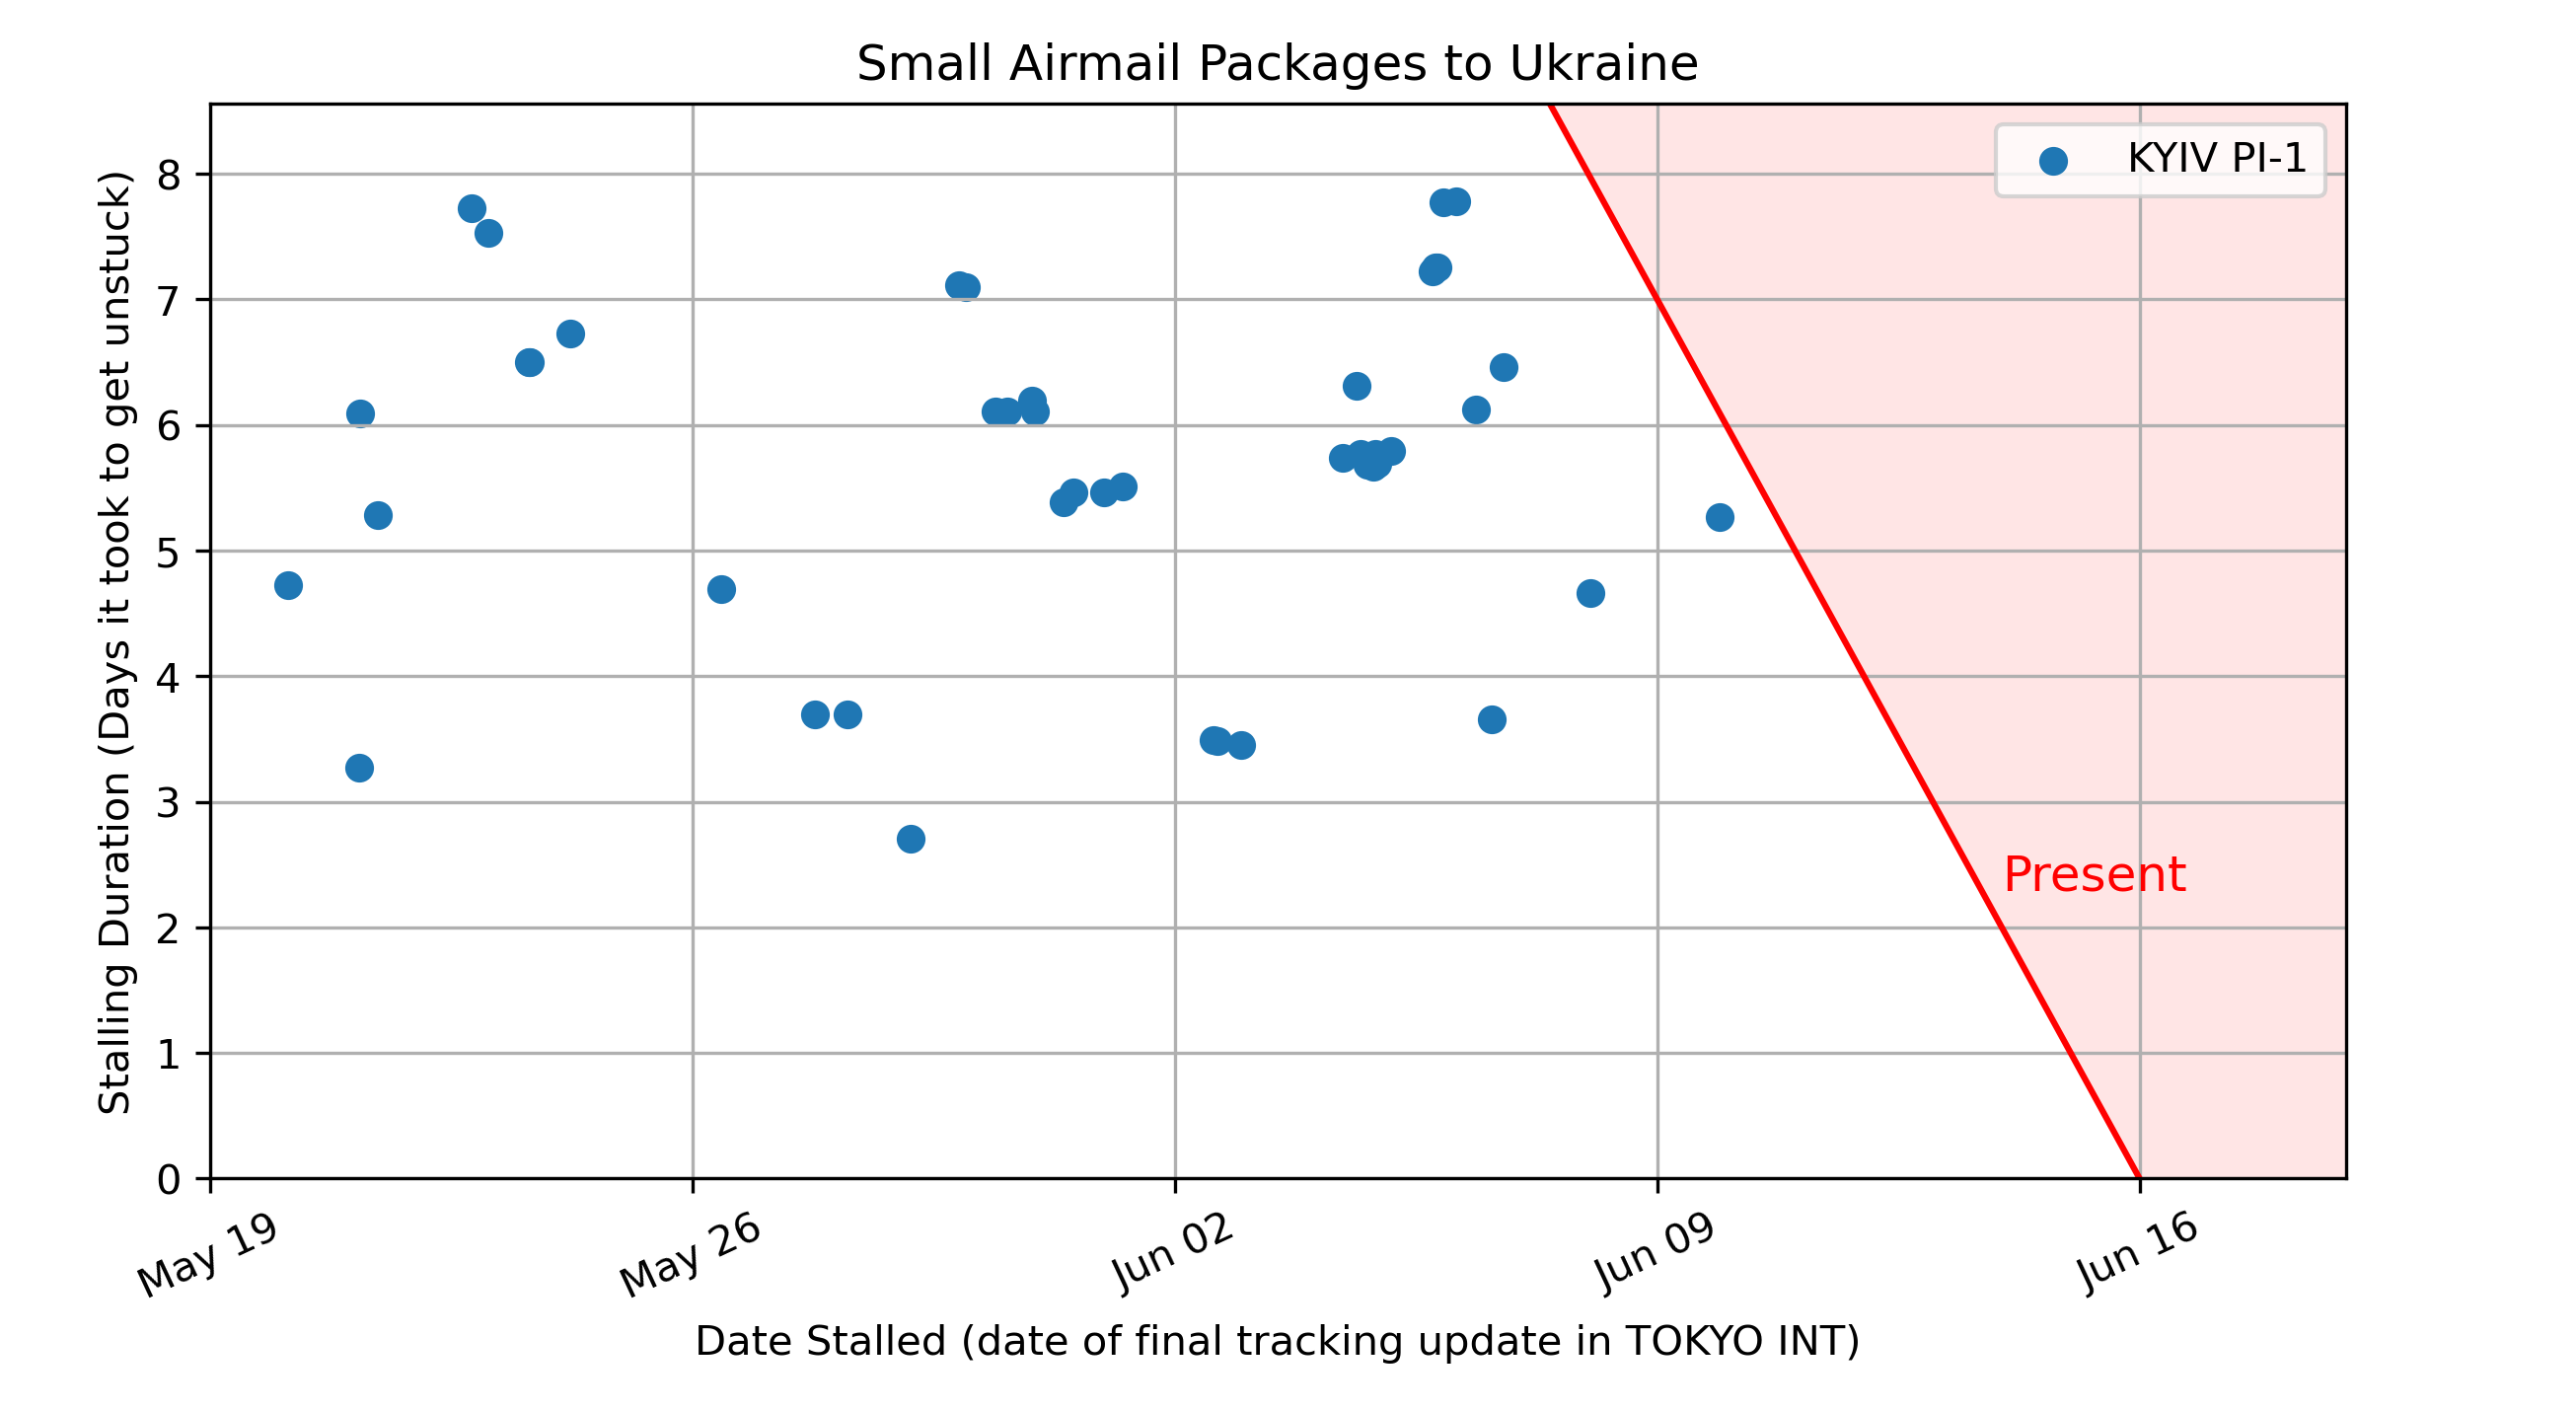 Small Airmail Packages to Ukraine
KYIV PI-1
Stalling Duration (Days it took to get unstuck)
8
7
6
5
4
3
2
1
0
Present
May 19
May 26
Jun 02
Jun 09
Jun 16
Date Stalled (date of final tracking update in TOKYO INT)